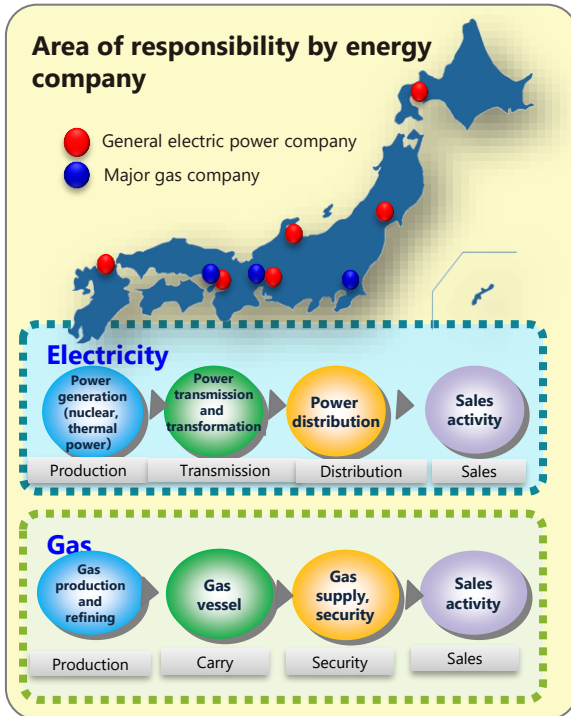 Area of responsibility by energy
company
General electric power company
Major gas company
Electricity
Power
generation
(nuclear,
thermal
power)
Power
transmission
and
transformation
Power
distribution
Sales
activity
Production
Transmission
Distribution
Sales
Gas
Gas
production
and
refining
Gas
vessel
Gas
supply,
security
Sales
activity
Production
Carry
Security
Sales